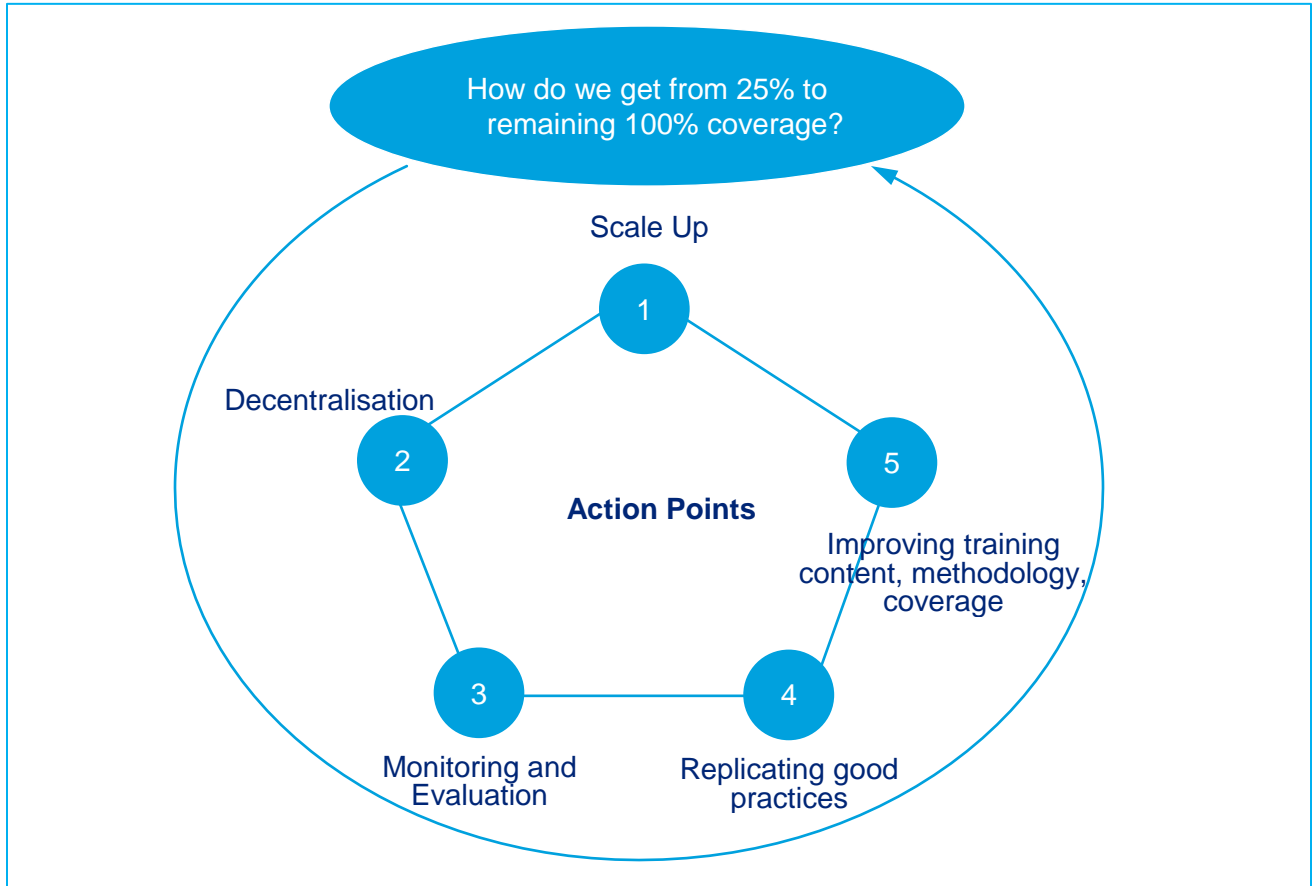 How do we get from 25% to
remaining 100% coverage?
Scale Up
1
Decentralisation
2
5
Action Points
Improving training
content, methodology,
coverage
3
4
Monitoring and
Evaluation
Replicating good
practices